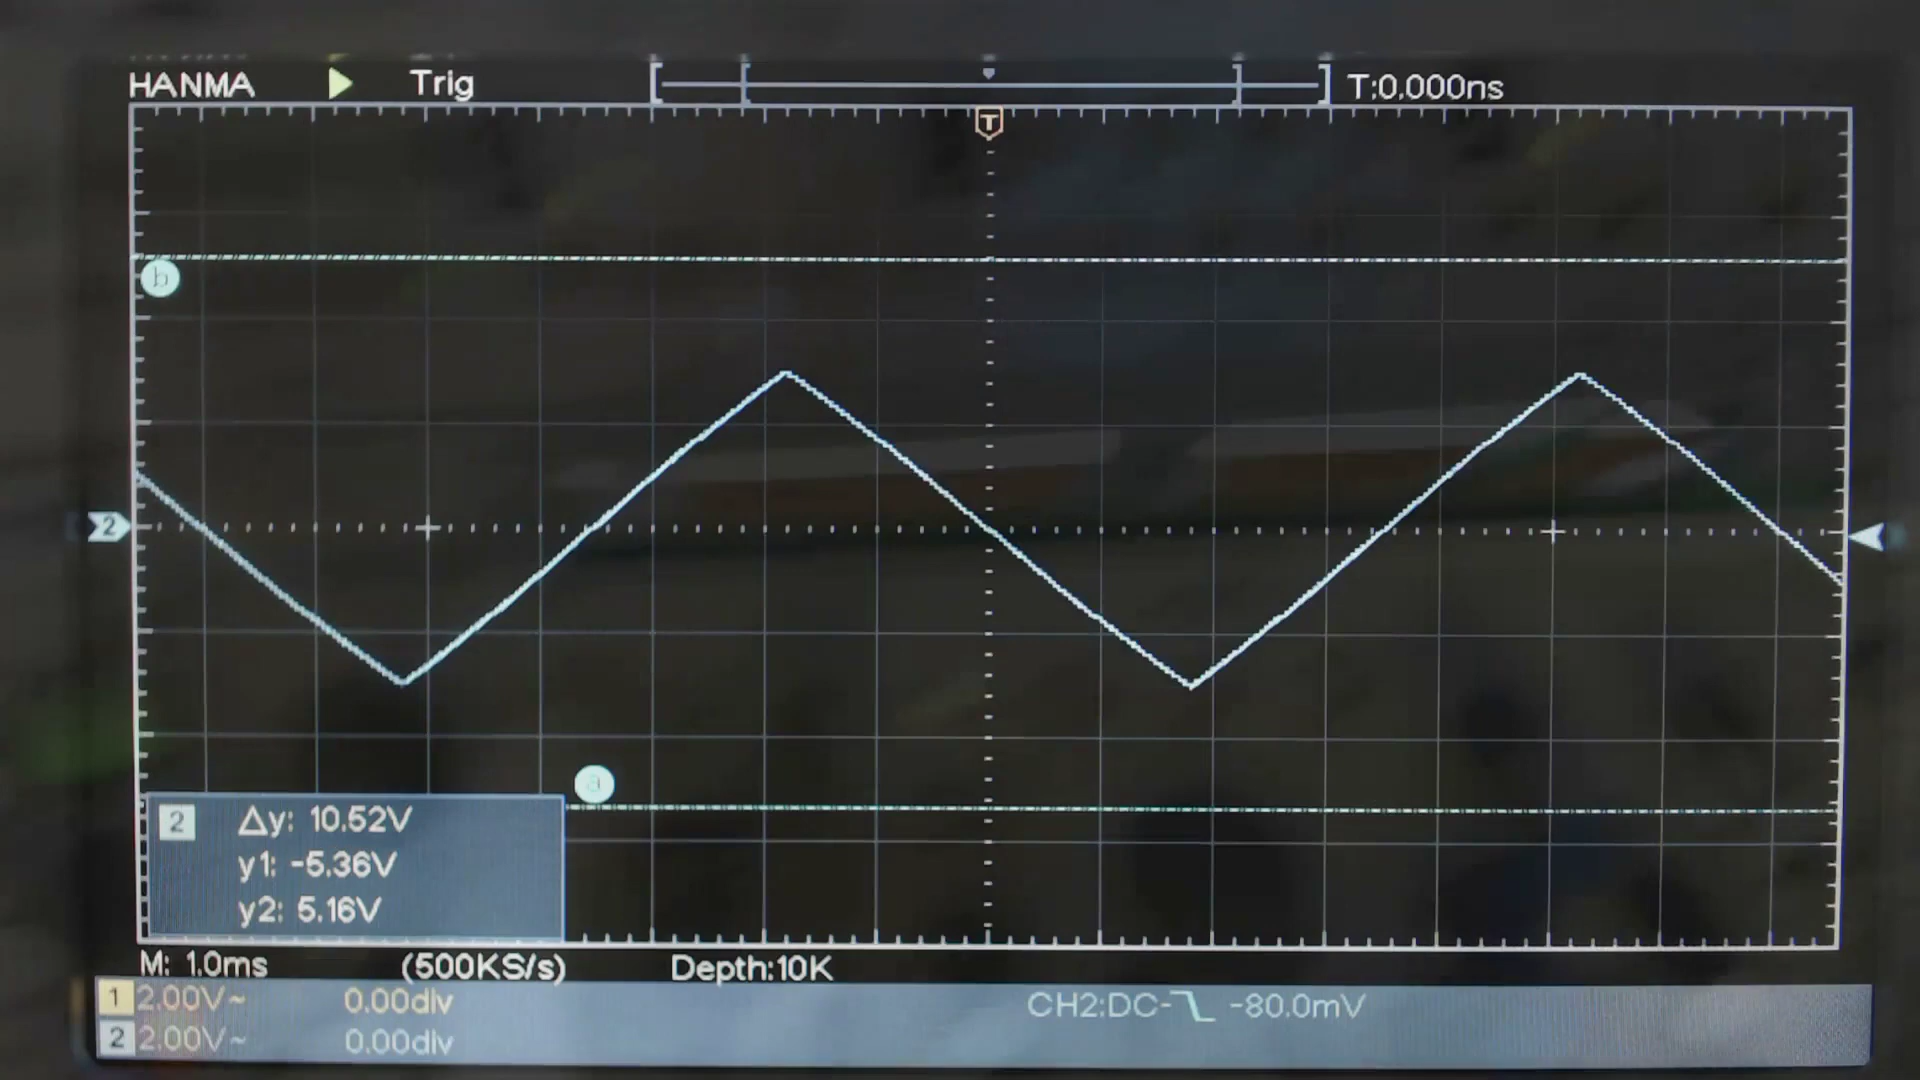 HANMA Trig T:0.000ns
T
b
2
a
2 Δy: 10.52V
y1: -5.36V
y2: 5.16V
M: 1.0ms (500KS/s) Depth:10K
1 2.00V~ 0.00div CH2:DC- -80.0mV
2 2.00V~ 0.00div